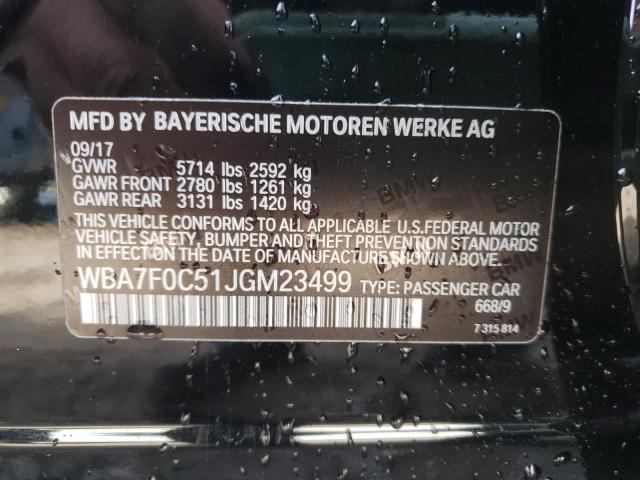 MFD BY BAYERISCHE MOTOREN WERKE AG
09/17
GVWR 5714 lbs 2592 kg
GAWR FRONT 2780 lbs 1261 kg
GAWR REAR 3131 lbs 1420 kg
THIS VEHICLE CONFORMS TO ALL APPLICABLE U.S.FEDERAL MOTOR
VEHICLE SAFETY, BUMPER AND THEFT PREVENTION STANDARDS
IN EFFECT ON DATE OF MANUFACTURE SHOWN ABOVE.
WBA7F0C51JGM23499 TYPE: PASSENGER CAR
668/9
7 315 814